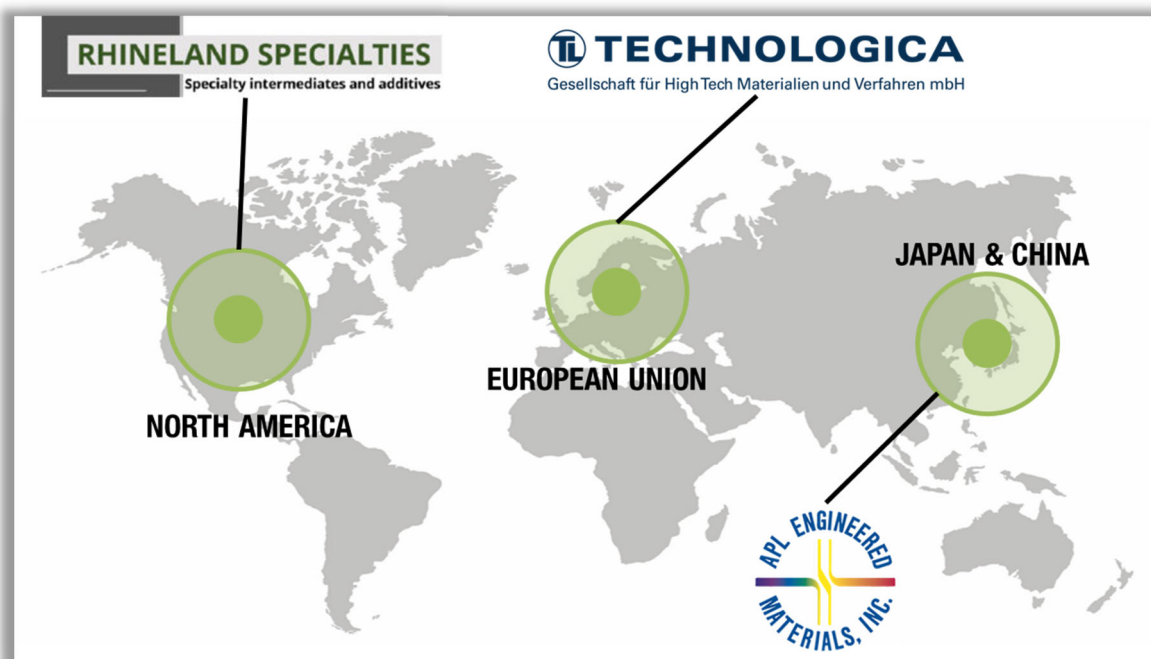 RHINELAND SPECIALTIES
Specialty intermediates and additives
TL TECHNOLOGICA
Gesellschaft für High Tech Materialien und Verfahren mbH
JAPAN & CHINA
EUROPEAN UNION
NORTH AMERICA
APL ENGINEERED
MATERIALS, INC.